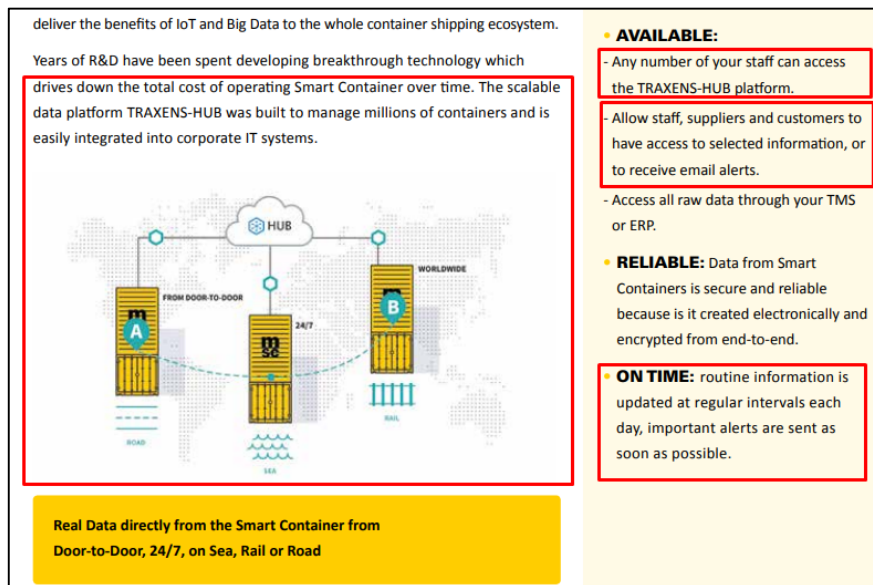 deliver the benefits of IoT and Big Data to the whole container shipping ecosystem.
Years of R&D have been spent developing breakthrough technology which
drives down the total cost of operating Smart Container over time. The scalable
data platform TRAXENS-HUB was built to manage millions of containers and is
easily integrated into corporate IT systems.
HUB
FROM DOOR-TO-DOOR
m
A
ROAD
24/7
m
sc
SEA
WORLDWIDE
m
B
RAIL
Real Data directly from the Smart Container from
Door-to-Door, 24/7, on Sea, Rail or Road
• AVAILABLE:
- Any number of your staff can access
the TRAXENS-HUB platform.
- Allow staff, suppliers and customers to
have access to selected information, or
to receive email alerts.
- Access all raw data through your TMS
or ERP.
• RELIABLE: Data from Smart
Containers is secure and reliable
because is it created electronically and
encrypted from end-to-end.
• ON TIME: routine information is
updated at regular intervals each
day, important alerts are sent as
soon as possible.